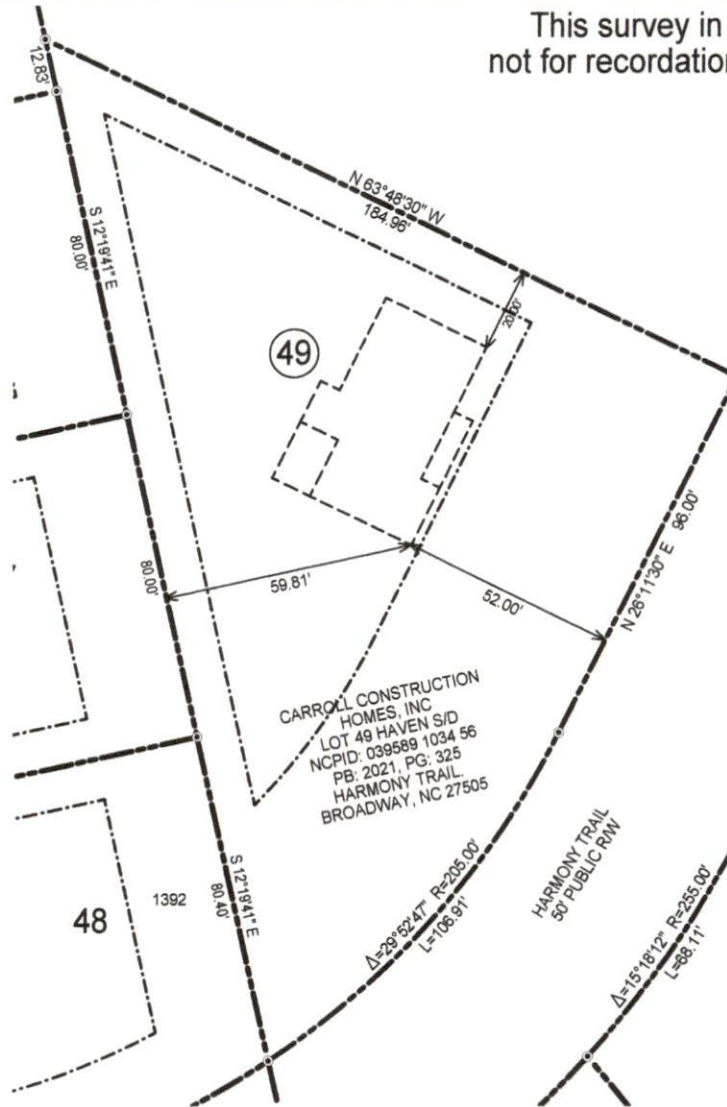 This survey in
not for recordation
12.83'
N 63°48'30" W
184.96'
S 12°19'41" E
80.00'
20.00'
49
80.00'
59.81'
52.00'
N 26°11'30" E 96.00'
CARROLL CONSTRUCTION
HOMES, INC
LOT 49 HAVEN S/D
NCPID: 039589 1034 56
PB: 2021, PG: 325
HARMONY TRAIL.
BROADWAY, NC 27505
HARMONY TRAIL
50' PUBLIC R/W
Δ=29°52'47" R=205.00'
L=106.91'
S 12°19'41" E
80.40'
1392
48
Δ=15°18'12" R=255.00'
L=68.11'